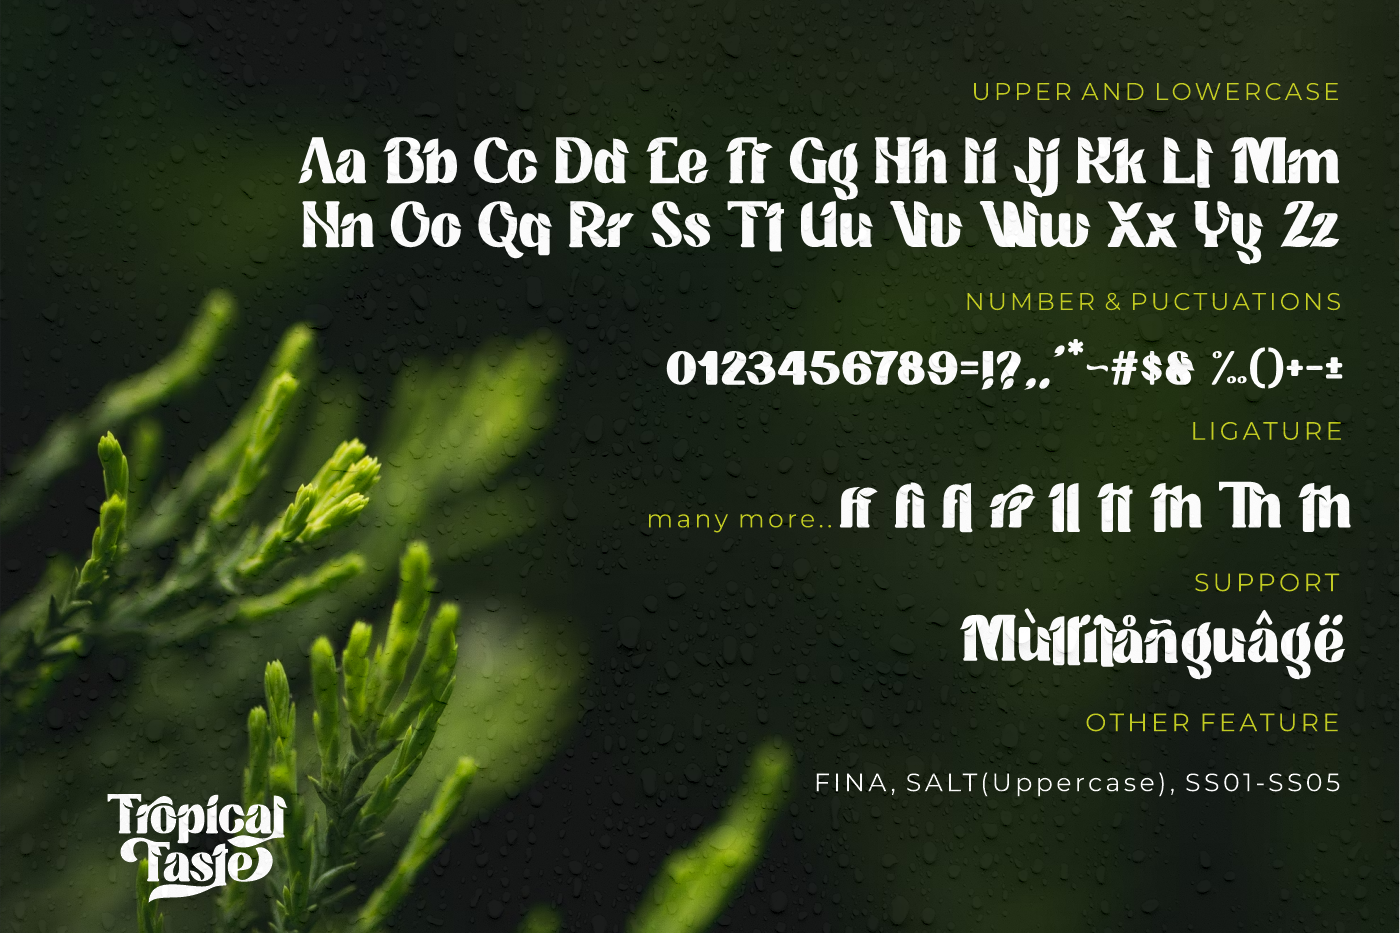 UPPER AND LOWERCASE
Aa Bb Cc Dd Ee Ff Gg Hh Ii Jj Kk Ll Mm
Nn Oo Qq Rr Ss Tt Uu Vv Ww Xx Yy Zz
NUMBER & PUCTUATIONS
0123456789=!?,.’*~#$& ‰()+-±
LIGATURE
many more.. ff fi fl rr ll tt fh Th th
SUPPORT
Mùltilåñguâgë
OTHER FEATURE
FINA, SALT(Uppercase), SS01-SS05
Tropical
Taste